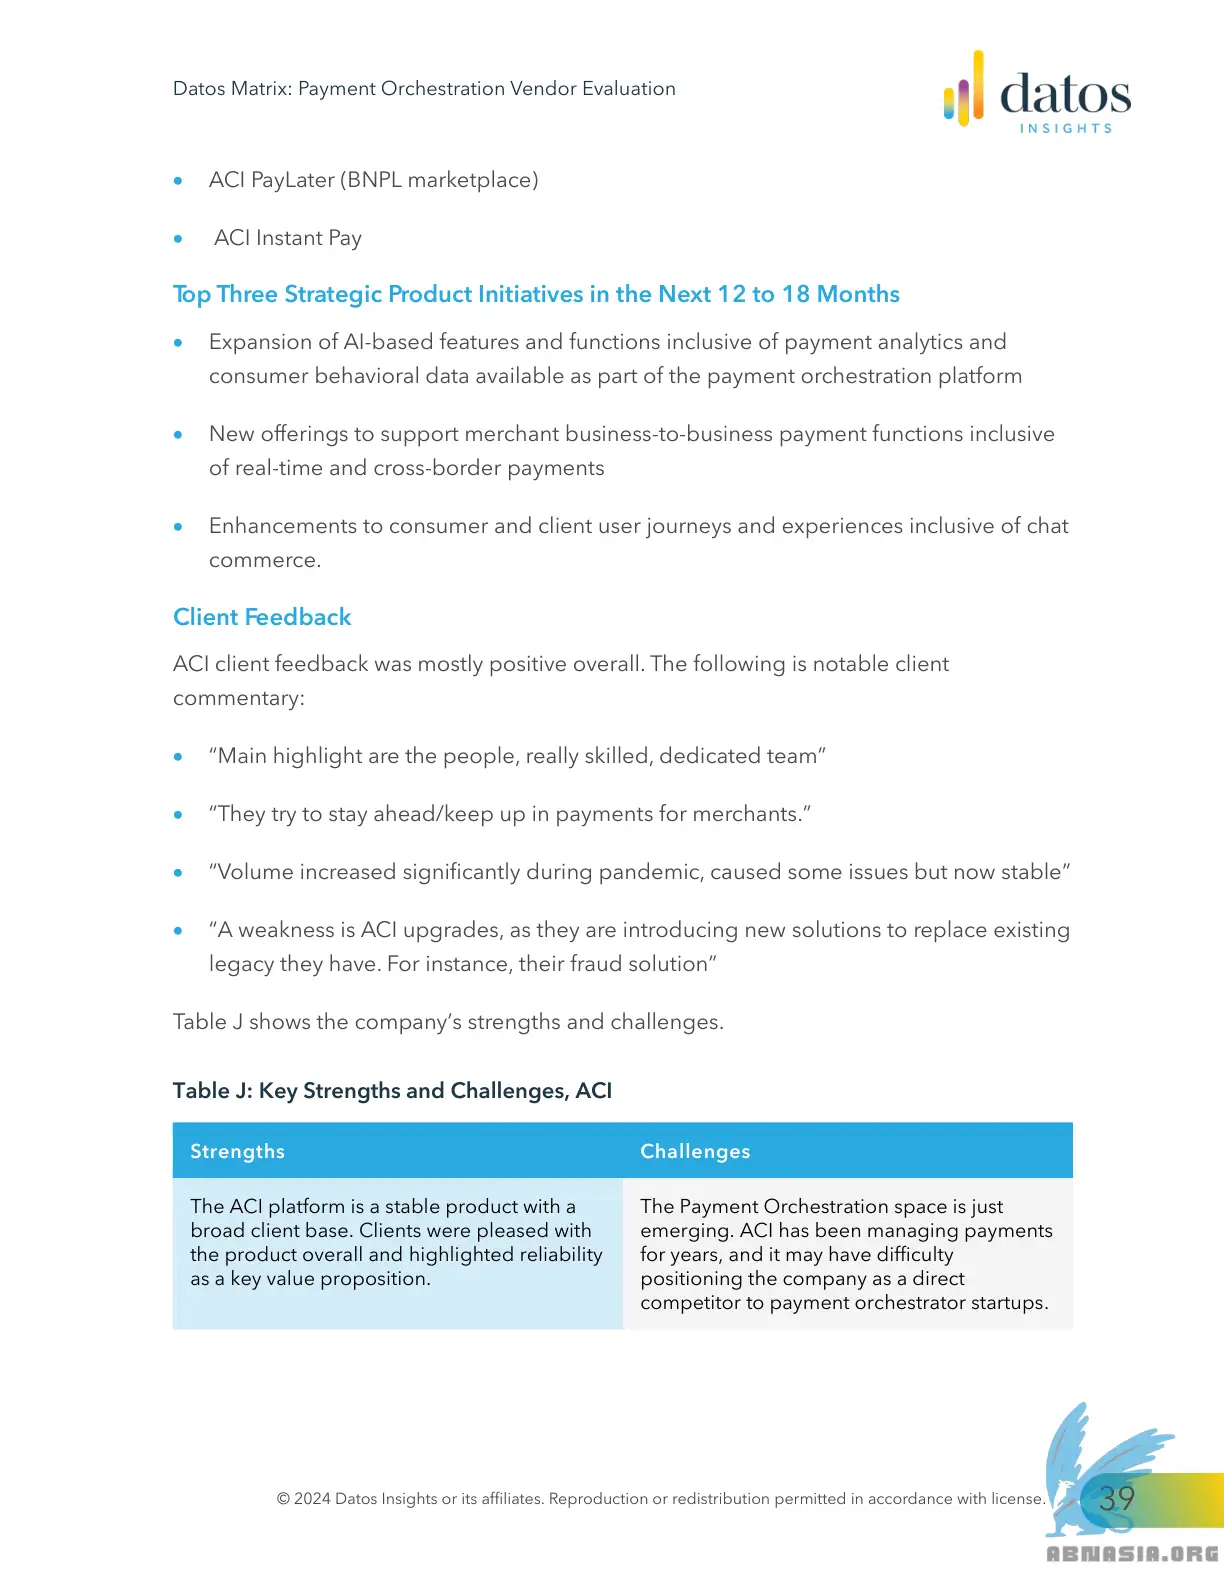 Datos Matrix: Payment Orchestration Vendor Evaluation
datos
INSIGHTS
• ACI PayLater (BNPL marketplace)
• ACI Instant Pay
Top Three Strategic Product Initiatives in the Next 12 to 18 Months
• Expansion of AI-based features and functions inclusive of payment analytics and
consumer behavioral data available as part of the payment orchestration platform
• New offerings to support merchant business-to-business payment functions inclusive
of real-time and cross-border payments
• Enhancements to consumer and client user journeys and experiences inclusive of chat
commerce.
Client Feedback
ACI client feedback was mostly positive overall. The following is notable client
commentary:
• “Main highlight are the people, really skilled, dedicated team”
• “They try to stay ahead/keep up in payments for merchants.”
• “Volume increased significantly during pandemic, caused some issues but now stable”
• “A weakness is ACI upgrades, as they are introducing new solutions to replace existing
legacy they have. For instance, their fraud solution”
Table J shows the company’s strengths and challenges.
Table J: Key Strengths and Challenges, ACI
Strengths
The ACI platform is a stable product with a
broad client base. Clients were pleased with
the product overall and highlighted reliability
as a key value proposition.
Challenges
The Payment Orchestration space is just
emerging. ACI has been managing payments
for years, and it may have difficulty
positioning the company as a direct
competitor to payment orchestrator startups.
© 2024 Datos Insights or its affiliates. Reproduction or redistribution permitted in accordance with license.
39
ABNASIA.ORG